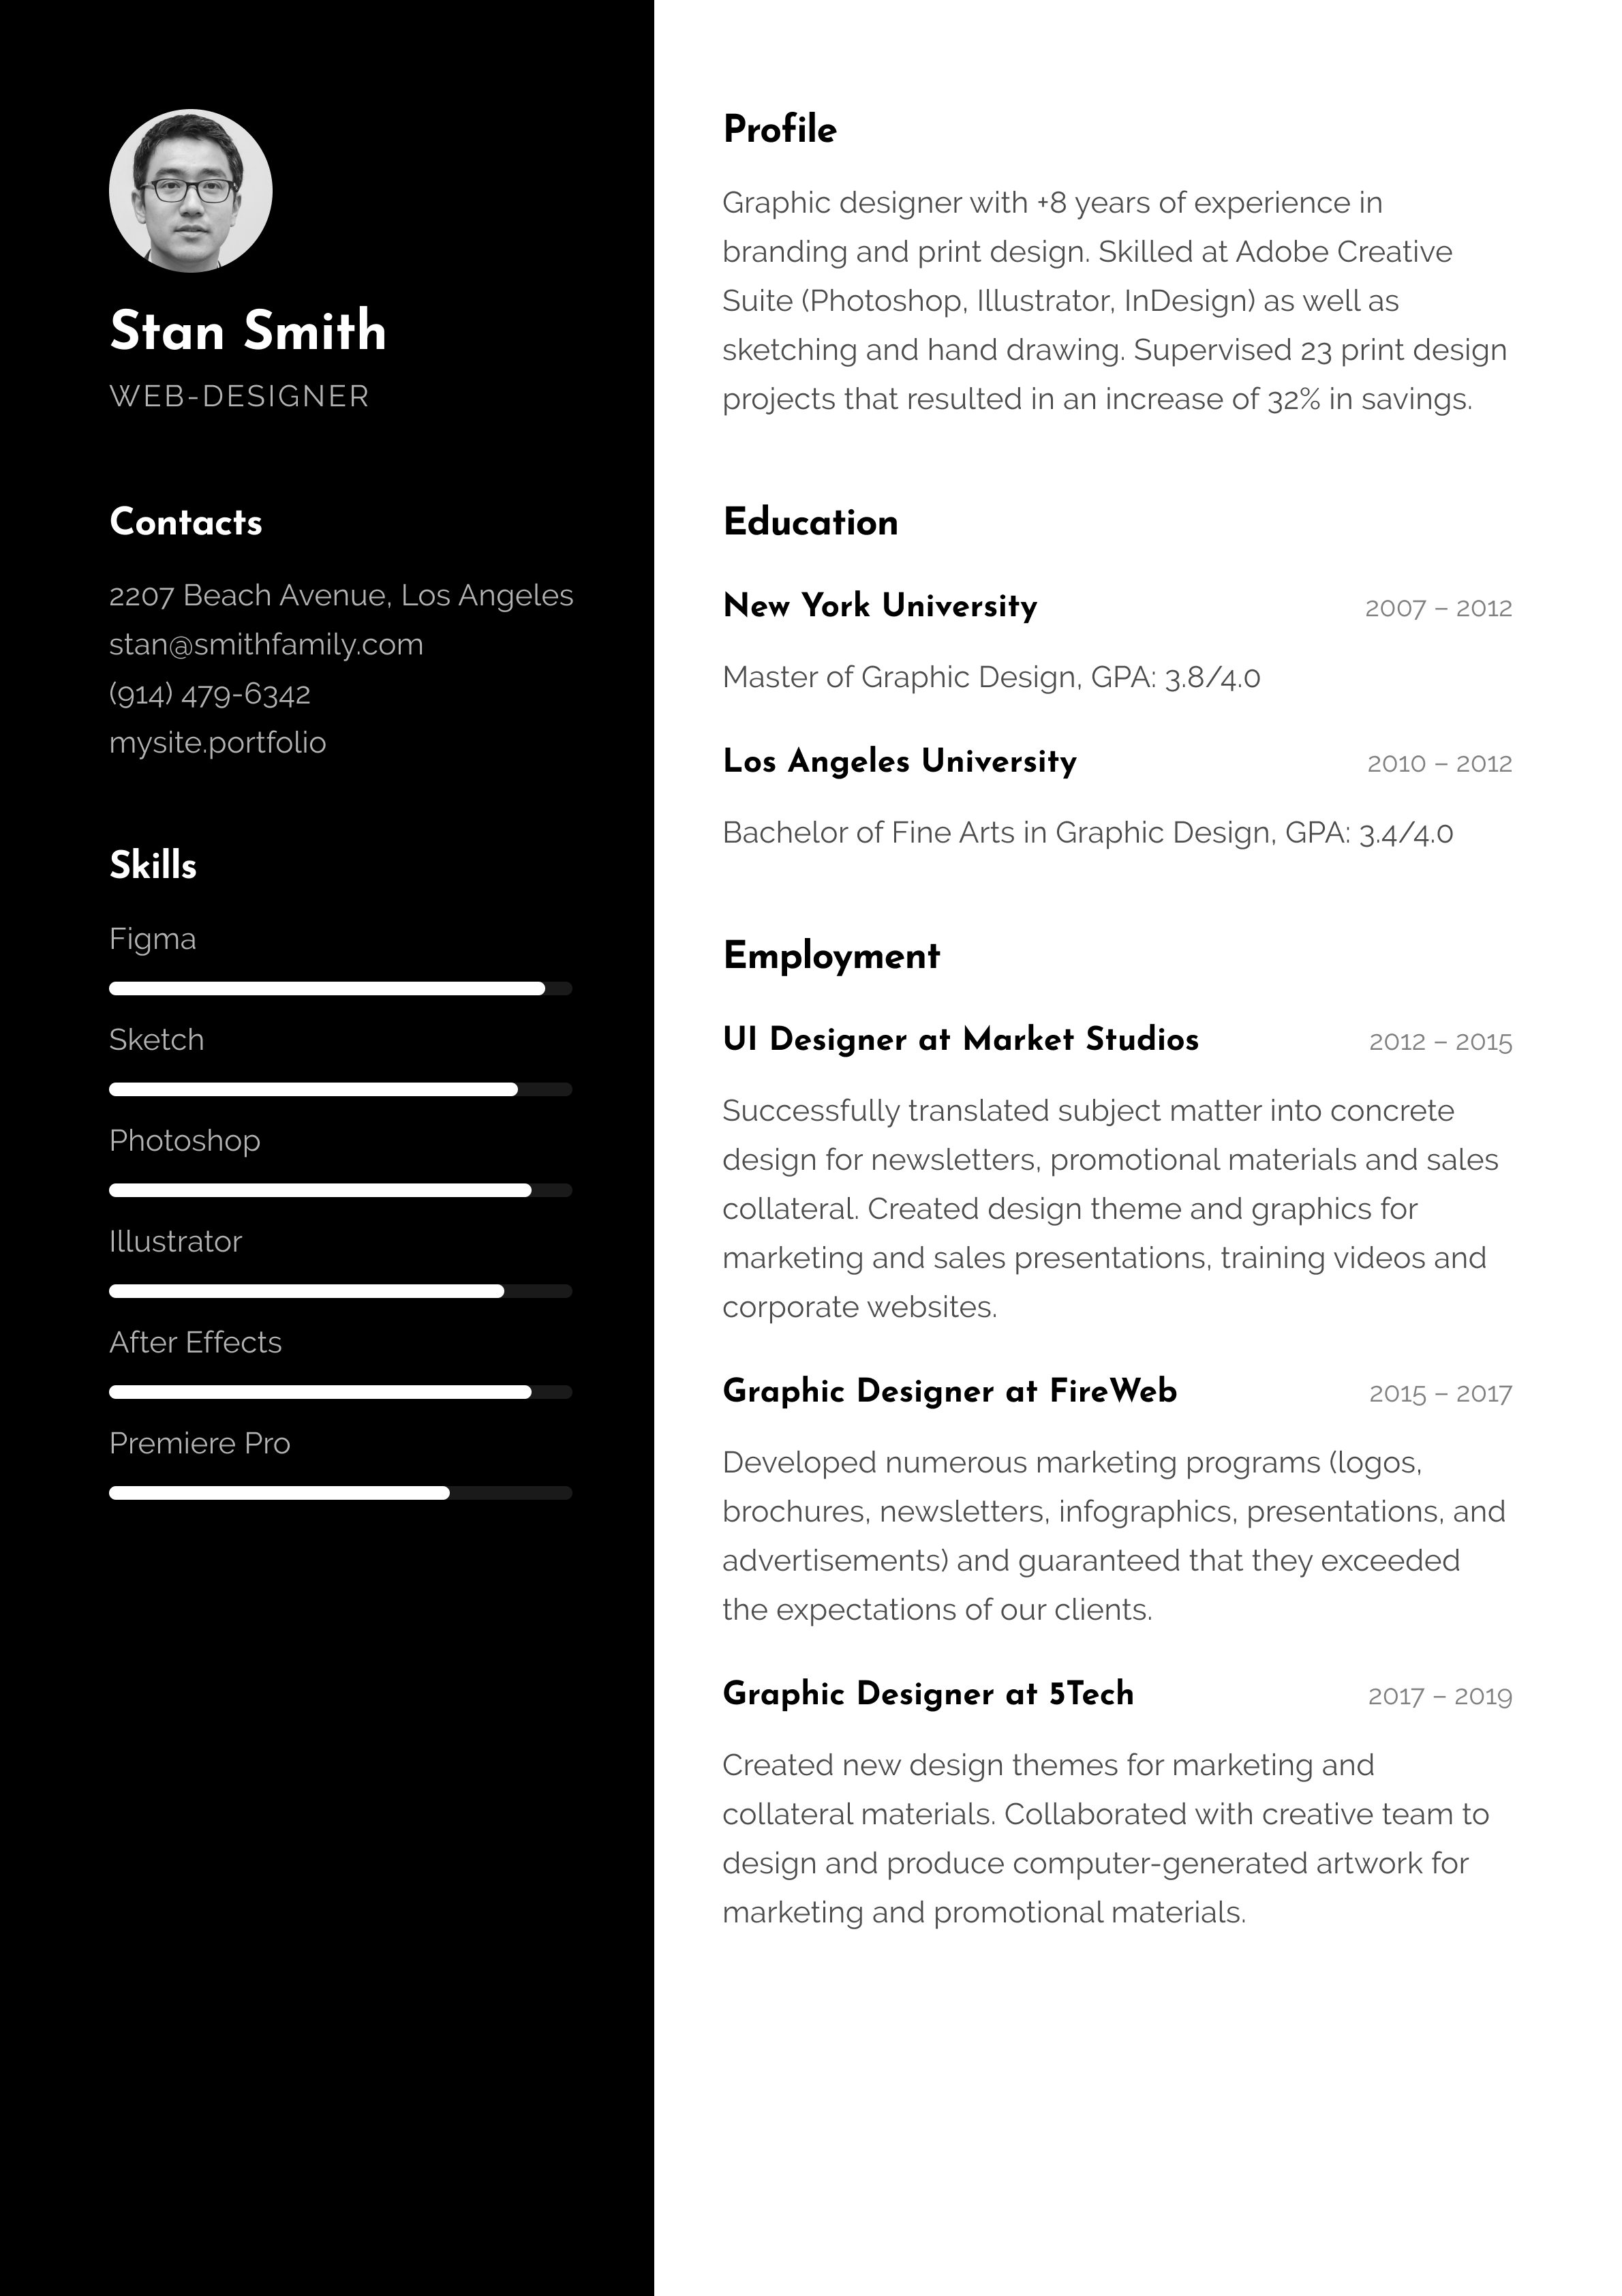 Stan Smith
WEB-DESIGNER
Contacts
2207 Beach Avenue, Los Angeles
stan@smithfamily.com
(914) 479-6342
mysite.portfolio
Skills
Figma
Sketch
Photoshop
Illustrator
After Effects
Premiere Pro
Profile
Graphic designer with +8 years of experience in
branding and print design. Skilled at Adobe Creative
Suite (Photoshop, Illustrator, InDesign) as well as
sketching and hand drawing. Supervised 23 print design
projects that resulted in an increase of 32% in savings.
Education
New York University 2007 – 2012
Master of Graphic Design, GPA: 3.8/4.0
Los Angeles University 2010 – 2012
Bachelor of Fine Arts in Graphic Design, GPA: 3.4/4.0
Employment
UI Designer at Market Studios 2012 – 2015
Successfully translated subject matter into concrete
design for newsletters, promotional materials and sales
collateral. Created design theme and graphics for
marketing and sales presentations, training videos and
corporate websites.
Graphic Designer at FireWeb 2015 – 2017
Developed numerous marketing programs (logos,
brochures, newsletters, infographics, presentations, and
advertisements) and guaranteed that they exceeded
the expectations of our clients.
Graphic Designer at 5Tech 2017 – 2019
Created new design themes for marketing and
collateral materials. Collaborated with creative team to
design and produce computer-generated artwork for
marketing and promotional materials.